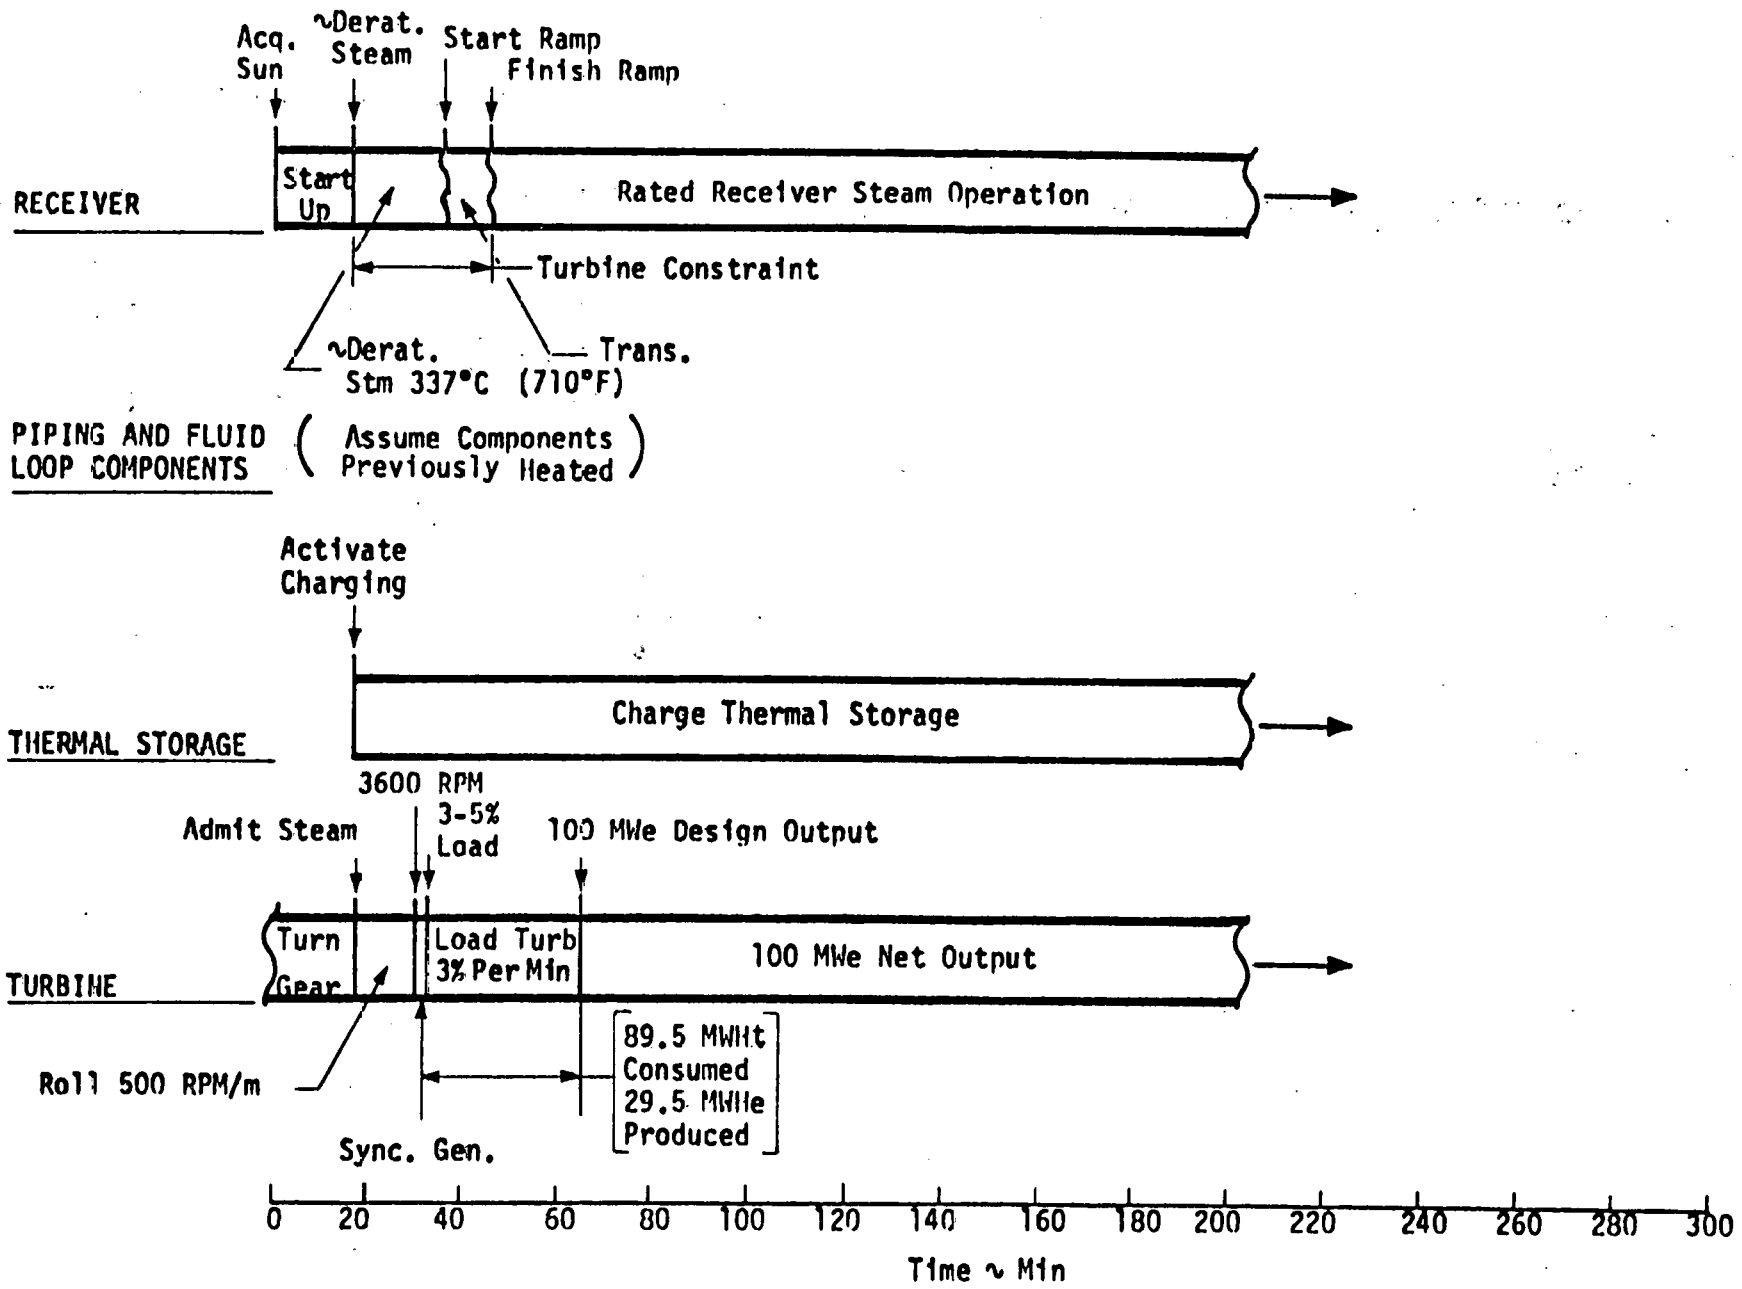 Acq.
Sun
~Derat.
Steam
Start Ramp
Finish Ramp
RECEIVER
Start
Up
Rated Receiver Steam Operation
Turbine Constraint
~Derat.
Stm 337°C (710°F)
Trans.
PIPING AND FLUID
LOOP COMPONENTS
( Assume Components
Previously Heated )
Activate
Charging
THERMAL STORAGE
Charge Thermal Storage
3600 RPM
3-5%
Load
Admit Steam
100 MWe Design Output
TURBINE
Turn
Gear
Load Turb
3% Per Min
100 MWe Net Output
Roll 500 RPM/m
Sync. Gen.
89.5 MWHt
Consumed
29.5 MWHe
Produced
0 20 40 60 80 100 120 140 160 180 200 220 240 260 280 300
Time ~ Min